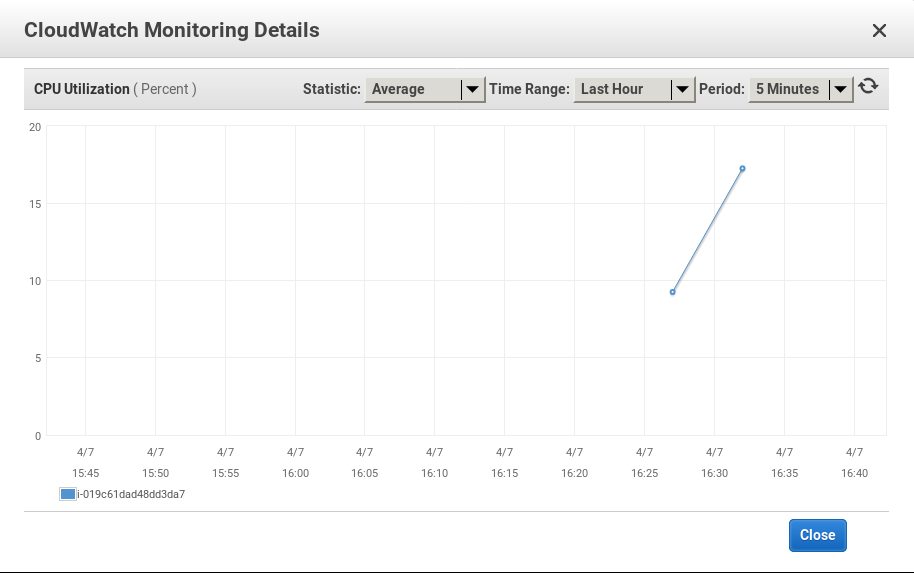 CloudWatch Monitoring Details
CPU Utilization ( Percent ) Statistic: Average Time Range: Last Hour Period: 5 Minutes
20
15
10
5
0
4/7 4/7 4/7 4/7 4/7 4/7 4/7 4/7 4/7 4/7 4/7 4/7
15:45 15:50 15:55 16:00 16:05 16:10 16:15 16:20 16:25 16:30 16:35 16:40
i-019c61dad48dd3da7
Close